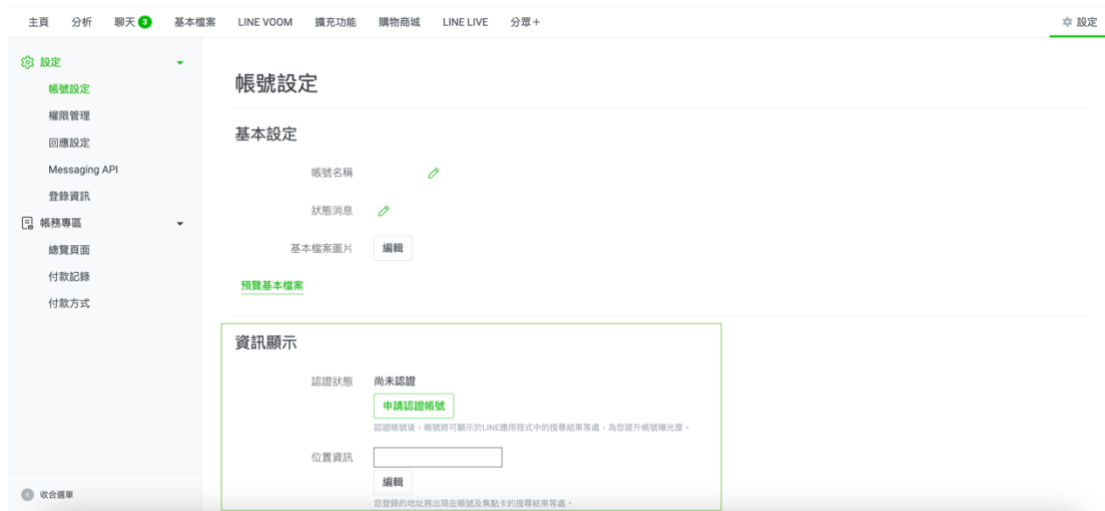 主頁 分析 聊天 3 基本檔案 LINE VOOM 擴充功能 購物商城 LINE LIVE 分眾+ 設定
設定
帳號設定
權限管理
回應設定
Messaging API
登錄資訊
帳務專區
總覽頁面
付款記錄
付款方式
收合選單
帳號設定
基本設定
帳號名稱
狀態消息
基本檔案圖片 編輯
預覽基本檔案
資訊顯示
認證狀態 尚未認證
申請認證帳號
認證帳號後,帳號將可顯示於LINE應用程式中的搜尋結果等處,為您提升帳號曝光度。
位置資訊
編輯
您登錄的地址將出現在帳號及集點卡的搜尋結果等處。